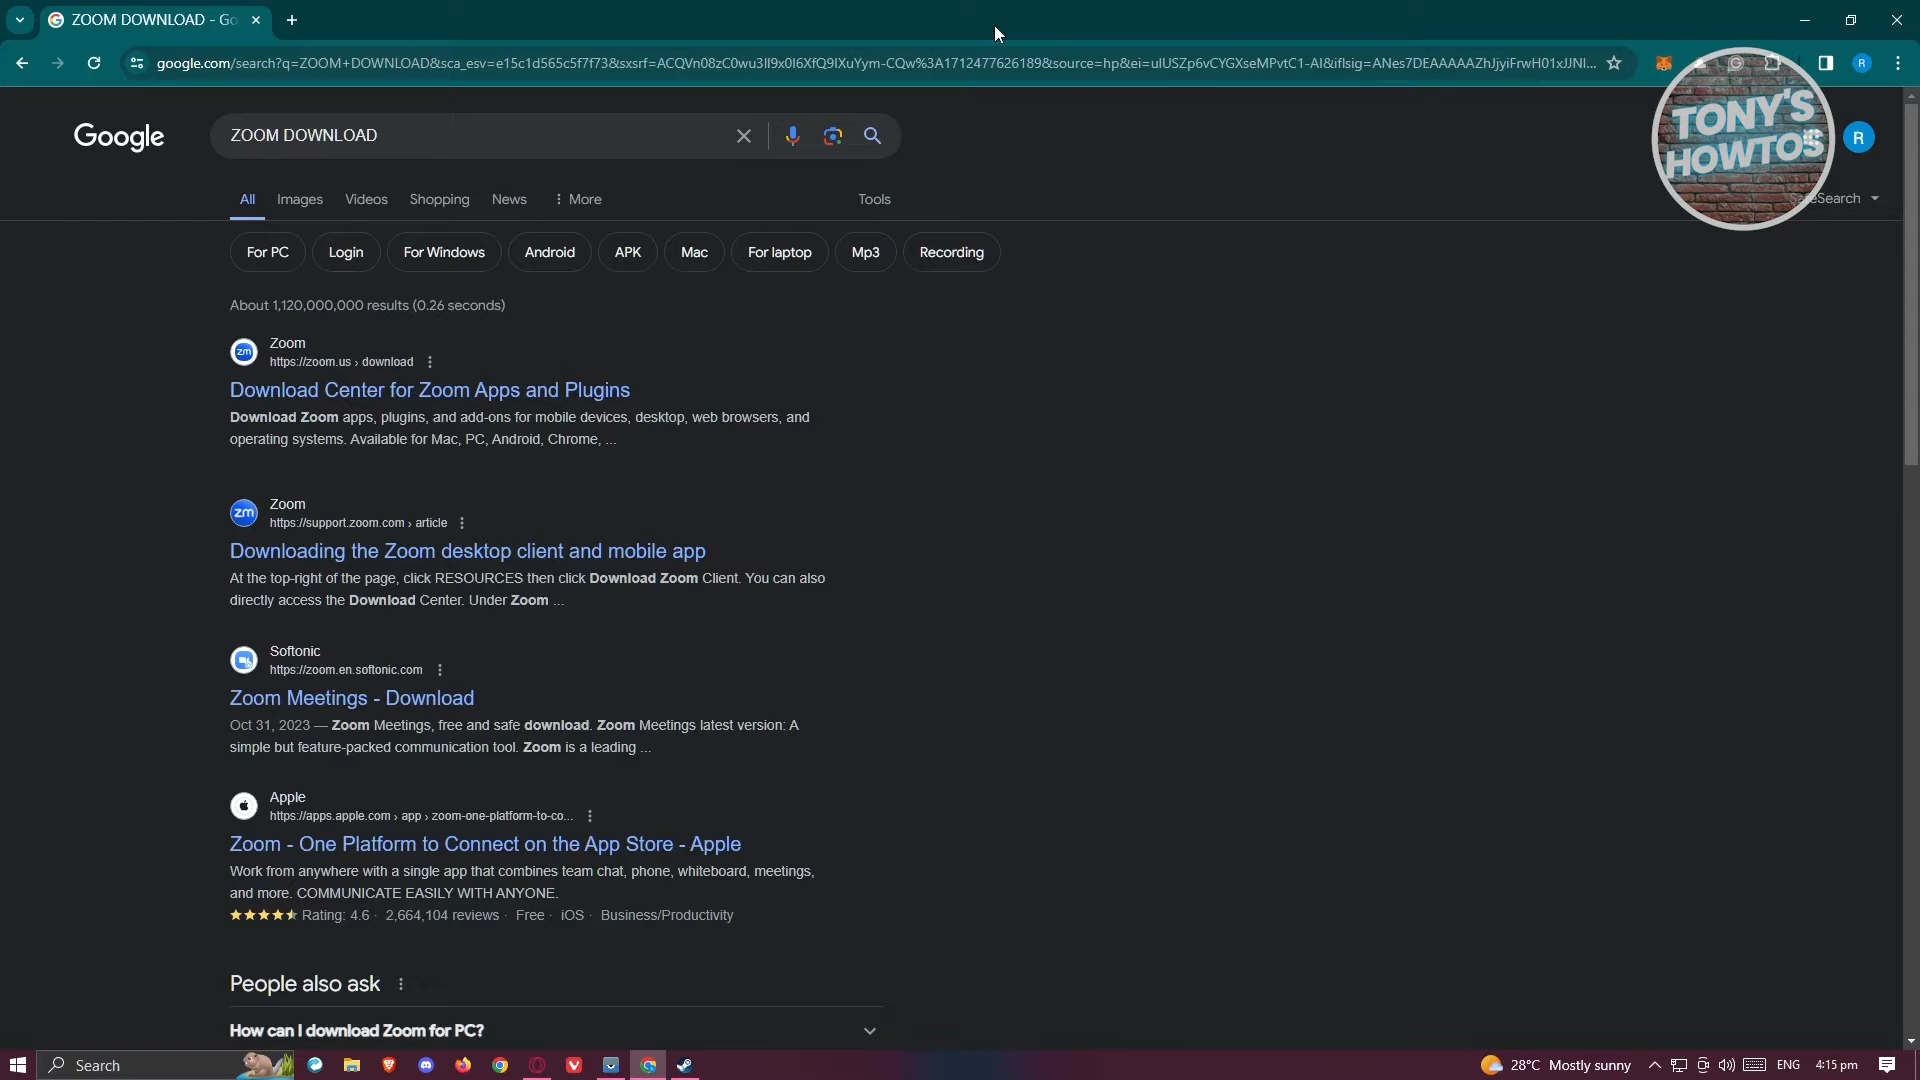 ZOOM DOWNLOAD - Go
google.com/search?q=ZOOM+DOWNLOAD&sca_esv=e15c1d565c5f7f73&sxsrf=ACQVn08zC0wu3Il9x0I6XfQ9IXuYym-CQw%3A1712477626189&source=hp&ei=ulUSZp6vCYGXseMPvtC1-AI&iflsig=ANes7DEAAAAAZhJjyiFrwH01xJJNI...
R
TONY'S
HOWTOS
Google
ZOOM DOWNLOAD
R
All Images Videos Shopping News More Tools
SafeSearch
For PC Login For Windows Android APK Mac For laptop Mp3 Recording
About 1,120,000,000 results (0.26 seconds)
zm
Zoom
https://zoom.us › download
Download Center for Zoom Apps and Plugins
Download Zoom apps, plugins, and add-ons for mobile devices, desktop, web browsers, and
operating systems. Available for Mac, PC, Android, Chrome, ...
zm
Zoom
https://support.zoom.com › article
Downloading the Zoom desktop client and mobile app
At the top-right of the page, click RESOURCES then click Download Zoom Client. You can also
directly access the Download Center. Under Zoom ...
Softonic
https://zoom.en.softonic.com
Zoom Meetings - Download
Oct 31, 2023 — Zoom Meetings, free and safe download. Zoom Meetings latest version: A
simple but feature-packed communication tool. Zoom is a leading ...
Apple
https://apps.apple.com › app › zoom-one-platform-to-co...
Zoom - One Platform to Connect on the App Store - Apple
Work from anywhere with a single app that combines team chat, phone, whiteboard, meetings,
and more. COMMUNICATE EASILY WITH ANYONE.
Rating: 4.6 · 2,664,104 reviews · Free · iOS · Business/Productivity
People also ask
How can I download Zoom for PC?
Search
28°C Mostly sunny
ENG
4:15 pm